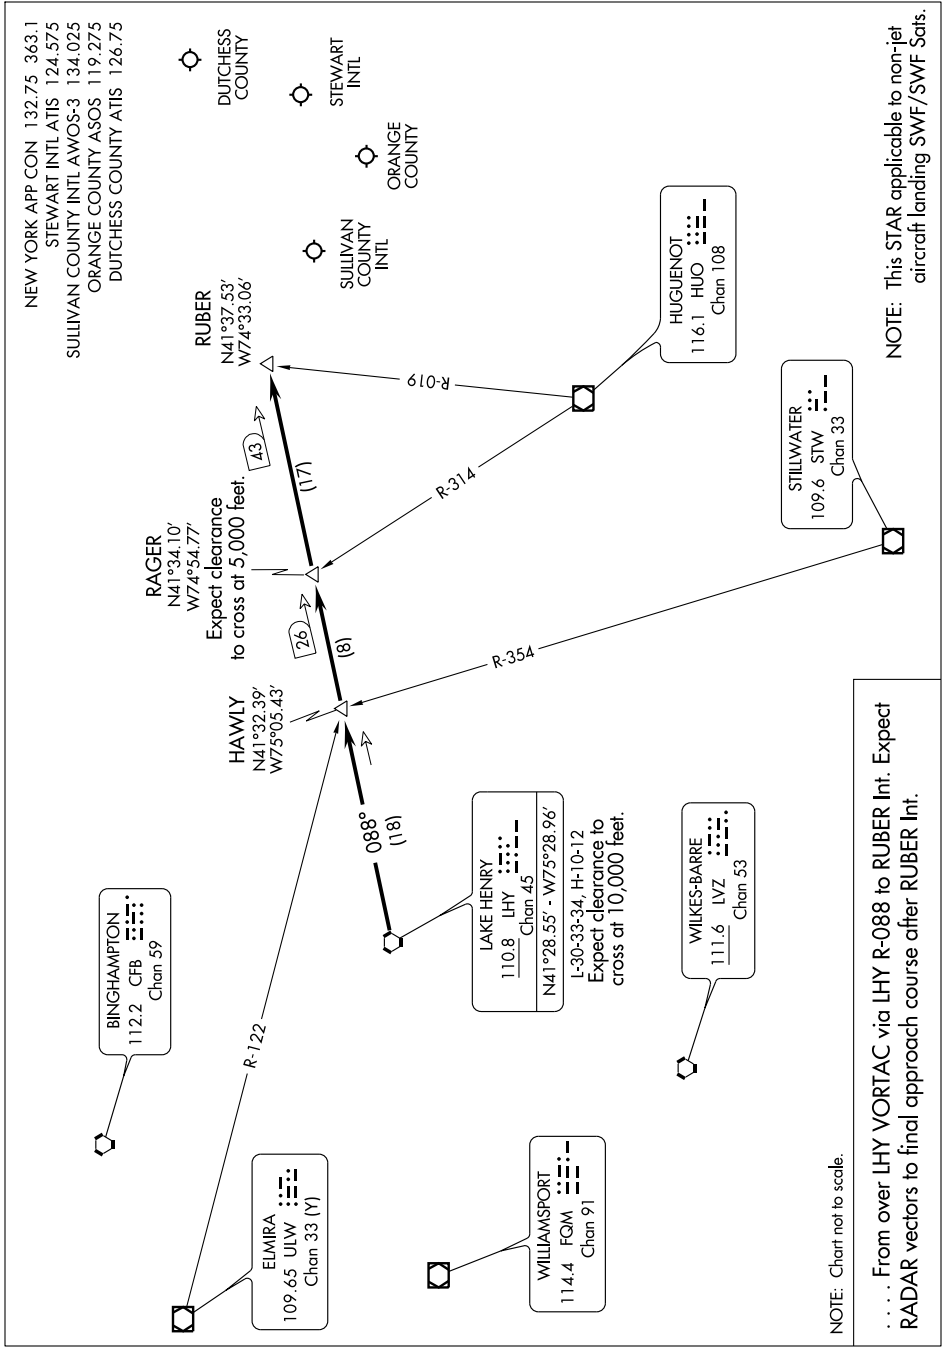 NEW YORK APP CON 132.75 363.1
STEWART INTL ATIS 124.575
SULLIVAN COUNTY INTL AWOS-3 134.025
ORANGE COUNTY ASOS 119.275
DUTCHESS COUNTY ATIS 126.75
DUTCHESS
COUNTY
STEWART
INTL
ORANGE
COUNTY
SULLIVAN
COUNTY
INTL
RUBER
N41°37.53′
W74°33.06′
RAGER
N41°34.10′
W74°54.77′
Expect clearance
to cross at 5,000 feet.
HAWLY
N41°32.39′
W75°05.43′
43
(17)
26
(8)
088°
(18)
R-019
R-314
R-354
R-122
BINGHAMPTON
112.2 CFB
Chan 59
ELMIRA
109.65 ULW
Chan 33 (Y)
LAKE HENRY
110.8 LHY
Chan 45
N41°28.55′ - W75°28.96′
L-30-33-34, H-10-12
Expect clearance to
cross at 10,000 feet.
HUGUENOT
116.1 HUO
Chan 108
STILLWATER
109.6 STW
Chan 33
WILKES-BARRE
111.6 LVZ
Chan 53
WILLIAMSPORT
114.4 FQM
Chan 91
NOTE: This STAR applicable to non-jet
aircraft landing SWF/SWF Sats.
NOTE: Chart not to scale.
. . . . From over LHY VORTAC via LHY R-088 to RUBER Int. Expect
RADAR vectors to final approach course after RUBER Int.